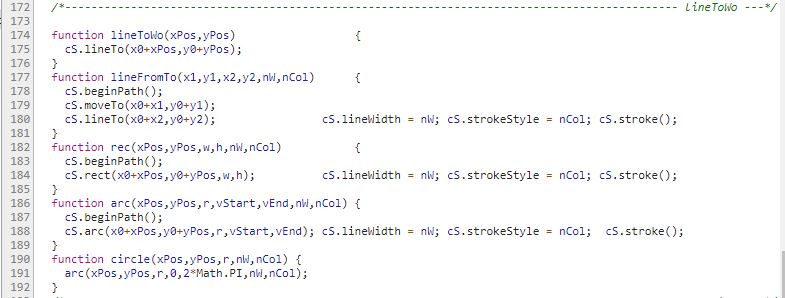 172 /*------------------------------------------------------------------------------------------- LineToWo ---*/
173
174 function lineToWo(xPos,yPos) {
175 cS.lineTo(x0+xPos,y0+yPos);
176 }
177 function lineFromTo(x1,y1,x2,y2,nW,nCol) {
178 cS.beginPath();
179 cS.moveTo(x0+x1,y0+y1);
180 cS.lineTo(x0+x2,y0+y2); cS.lineWidth = nW; cS.strokeStyle = nCol; cS.stroke();
181 }
182 function rec(xPos,yPos,w,h,nW,nCol) {
183 cS.beginPath();
184 cS.rect(x0+xPos,y0+yPos,w,h); cS.lineWidth = nW; cS.strokeStyle = nCol; cS.stroke();
185 }
186 function arc(xPos,yPos,r,vStart,vEnd,nW,nCol) {
187 cS.beginPath();
188 cS.arc(x0+xPos,y0+yPos,r,vStart,vEnd); cS.lineWidth = nW; cS.strokeStyle = nCol; cS.stroke();
189 }
190 function circle(xPos,yPos,r,nW,nCol) {
191 arc(xPos,yPos,r,0,2*Math.PI,nW,nCol);
192 }